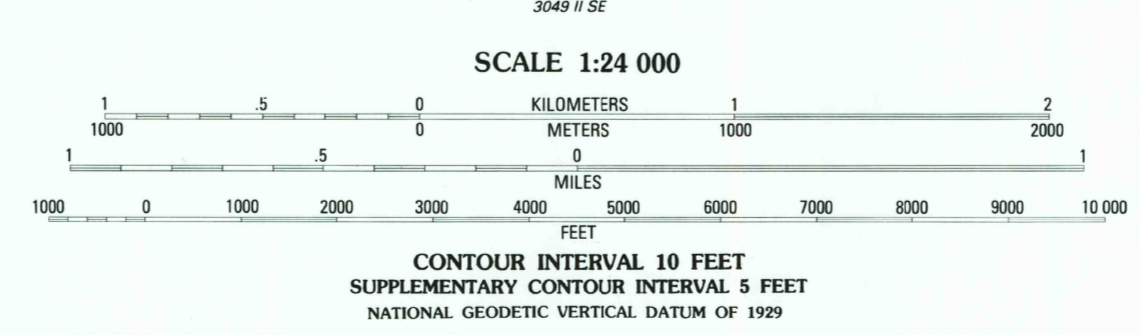 3049 II SE
SCALE 1:24 000
1 .5 0 KILOMETERS 1 2
1000 0 METERS 1000 2000
1 .5 0 1
MILES
1000 0 1000 2000 3000 4000 5000 6000 7000 8000 9000 10 000
FEET
CONTOUR INTERVAL 10 FEET
SUPPLEMENTARY CONTOUR INTERVAL 5 FEET
NATIONAL GEODETIC VERTICAL DATUM OF 1929